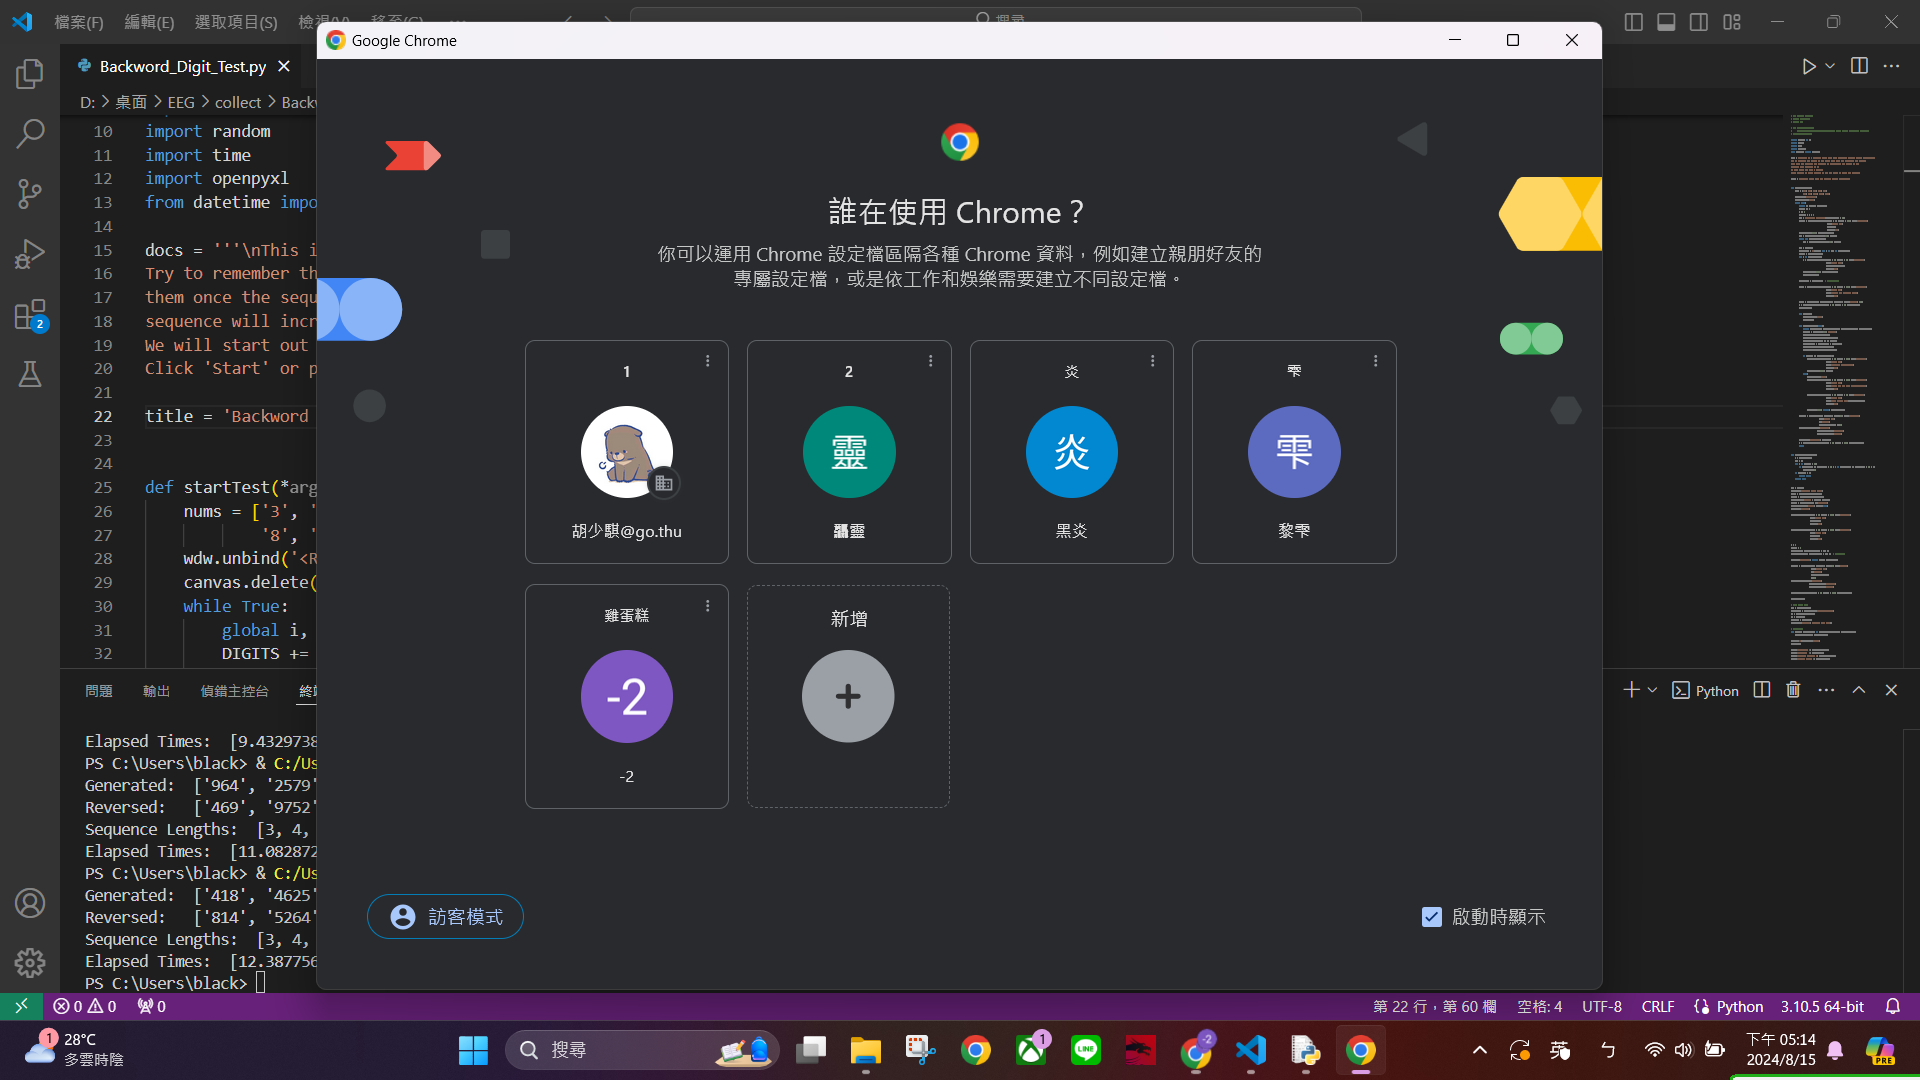 檔案(F) 編輯(E) 選取項目(S) 檢視(V) 移至(G) ... 搜尋
Google Chrome
Backword_Digit_Test.py
D: > 桌面 > EEG > collect > Backw
10 import random
11 import time
12 import openpyxl
13 from datetime impo
14
15 docs = '''\nThis i
16 Try to remember th
17 them once the sequ
18 sequence will incr
19 We will start out
20 Click 'Start' or p
21
22 title = 'Backword
23
24
25 def startTest(*arg
26 nums = ['3', '
27 '8', '
28 wdw.unbind('<R
29 canvas.delete(
30 while True:
31 global i,
32 DIGITS +=
誰在使用 Chrome？
你可以運用 Chrome 設定檔區隔各種 Chrome 資料，例如建立親朋好友的
專屬設定檔，或是依工作和娛樂需要建立不同設定檔。
1
胡少騏@go.thu
2
靈
炎
炎
黑炎
雫
雫
黎雫
雞蛋糕
-2
-2
新增
訪客模式
啟動時顯示
2
問題 輸出 偵錯主控台 終
Python
Elapsed Times:  [9.4329738
PS C:\Users\black> & C:/Us
Generated:  ['964', '2579'
Reversed:   ['469', '9752'
Sequence Lengths:  [3, 4,
Elapsed Times:  [11.082872
PS C:\Users\black> & C:/Us
Generated:  ['418', '4625'
Reversed:   ['814', '5264'
Sequence Lengths:  [3, 4,
Elapsed Times:  [12.387756
PS C:\Users\black>
0 0 0
第 22 行，第 60 欄 空格: 4 UTF-8 CRLF Python 3.10.5 64-bit
1
28°C
多雲時陰
搜尋
1
LINE
-2
英
ㄅ
下午 05:14
2024/8/15
PRE